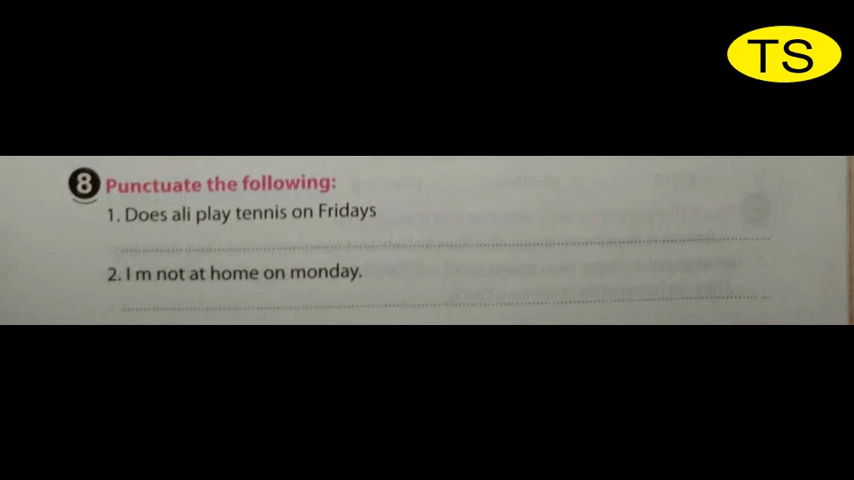 TS
8 Punctuate the following:
1. Does ali play tennis on Fridays
2. I m not at home on monday.